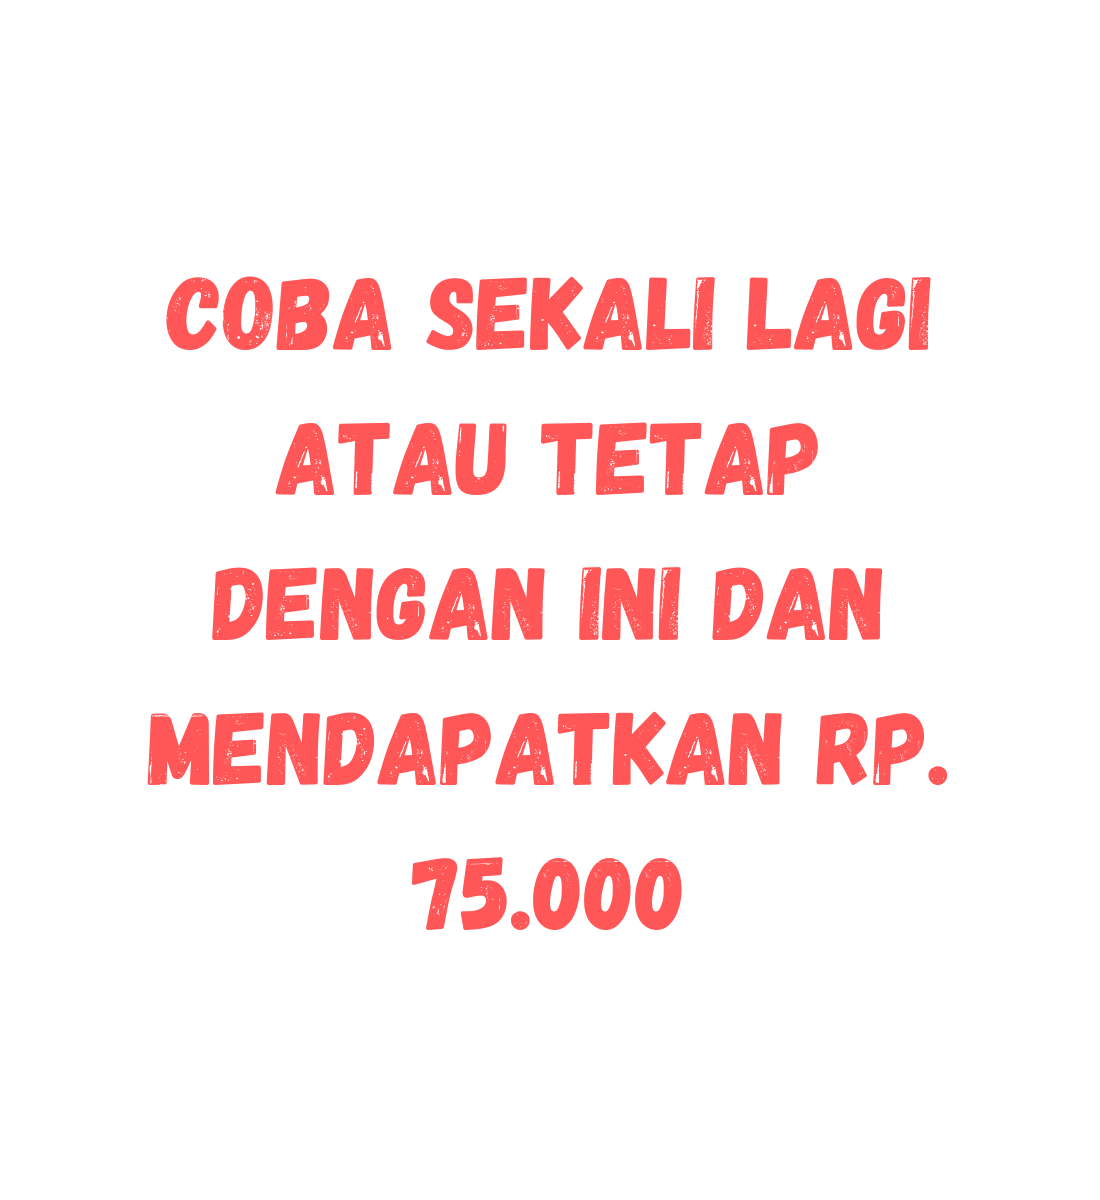 COBA SEKALI LAGI
ATAU TETAP
DENGAN INI DAN
MENDAPATKAN RP.
75.000